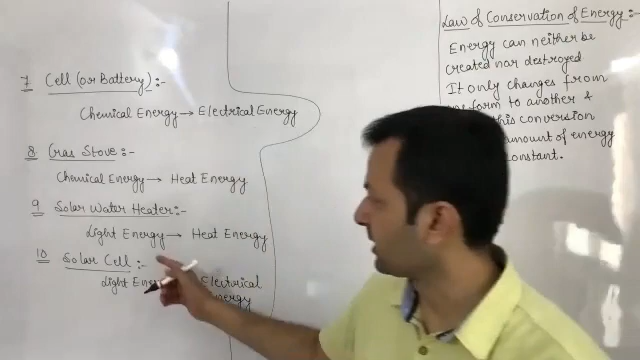 7 Cell (or Battery):-
Chemical Energy → Electrical Energy
8 Gas Stove:-
Chemical Energy → Heat Energy
9 Solar Water Heater:-
Light Energy → Heat Energy
10 Solar Cell:-
Light Electrical
Energy
Law of Conservation of Energy:-
Energy can neither be
created nor destroyed
It only changes from
form to another &
this conversion
amount of energy
constant.